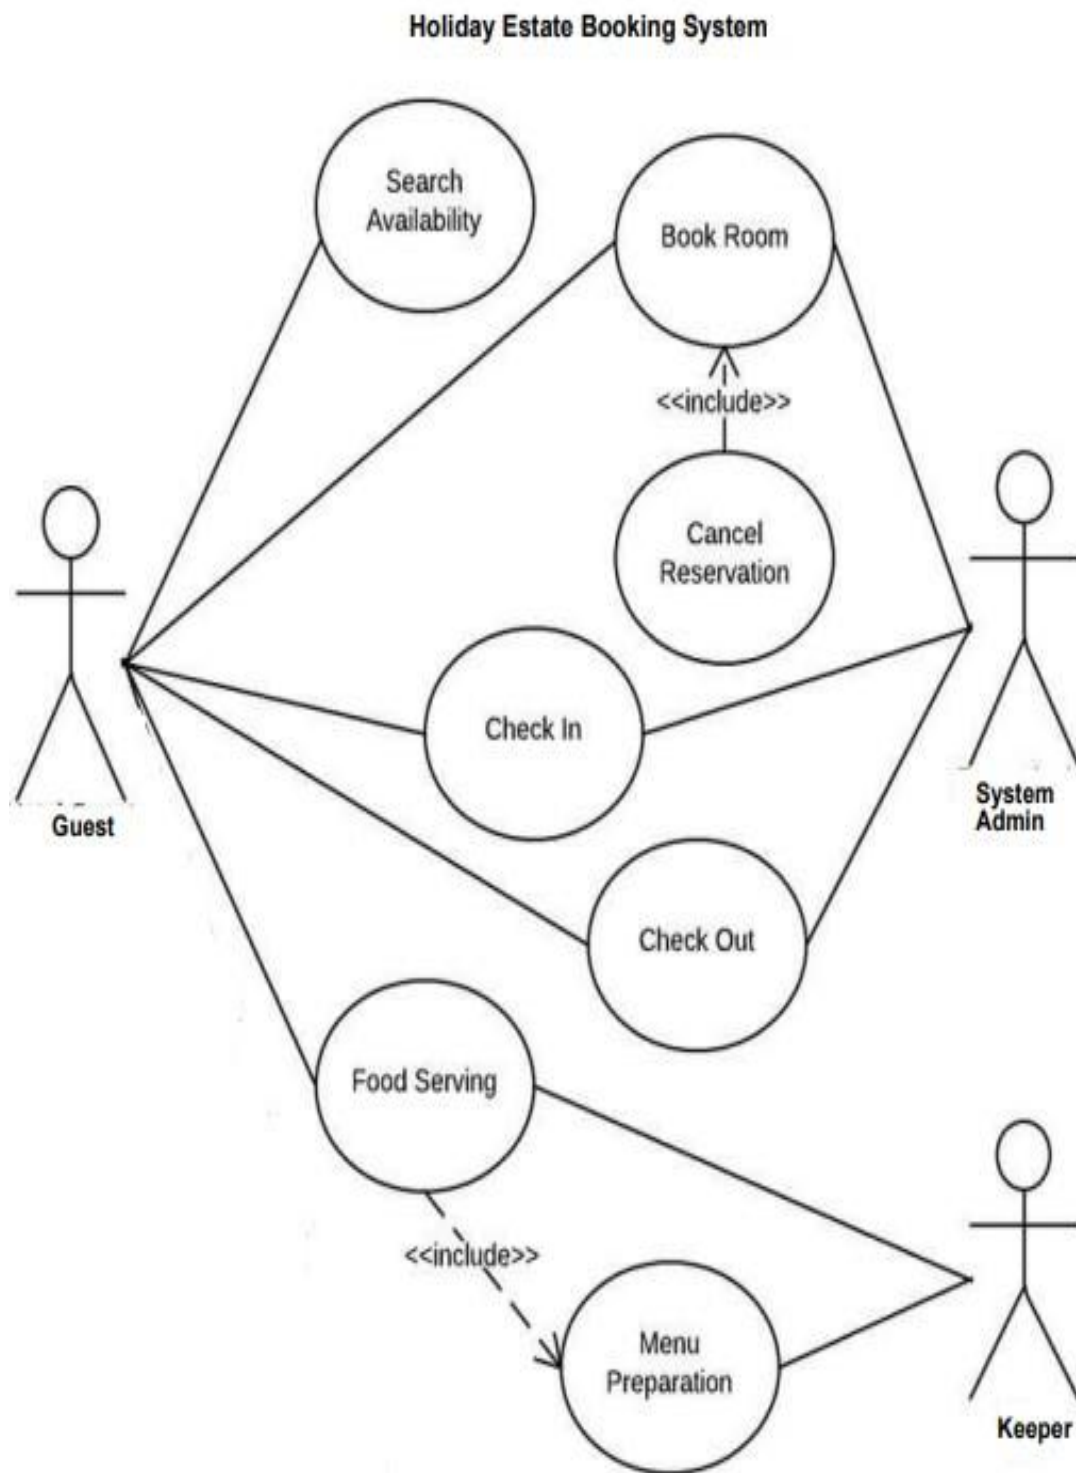 Holiday Estate Booking System
Search
Availability
Book Room
<<include>>
Cancel
Reservation
Check In
Guest
System
Admin
Check Out
Food Serving
<<include>>
Menu
Preparation
Keeper